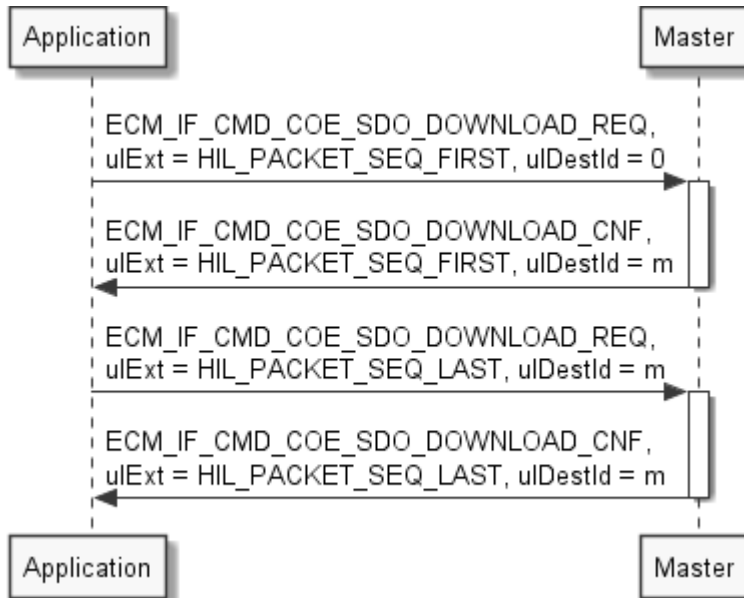 Application
Master
ECM_IF_CMD_COE_SDO_DOWNLOAD_REQ,
ulExt = HIL_PACKET_SEQ_FIRST, ulDestId = 0
ECM_IF_CMD_COE_SDO_DOWNLOAD_CNF,
ulExt = HIL_PACKET_SEQ_FIRST, ulDestId = m
ECM_IF_CMD_COE_SDO_DOWNLOAD_REQ,
ulExt = HIL_PACKET_SEQ_LAST, ulDestId = m
ECM_IF_CMD_COE_SDO_DOWNLOAD_CNF,
ulExt = HIL_PACKET_SEQ_LAST, ulDestId = m
Application
Master